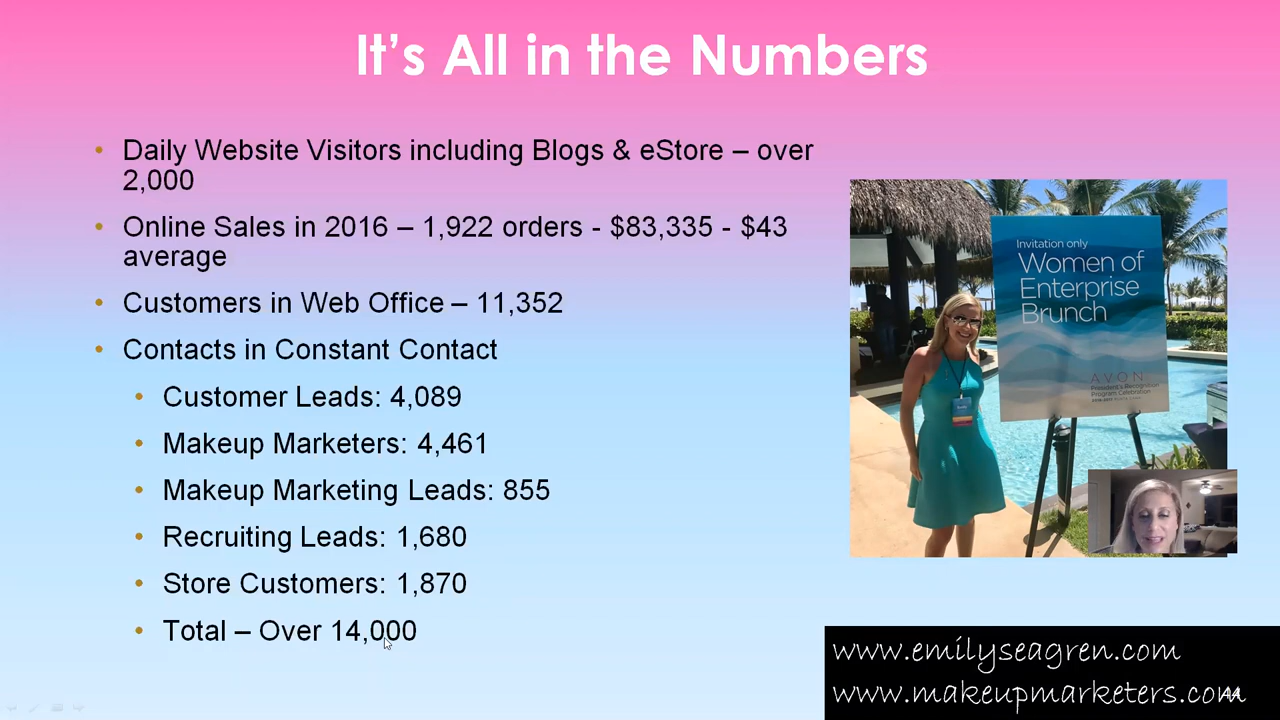 It's All in the Numbers
• Daily Website Visitors including Blogs & eStore – over
2,000
• Online Sales in 2016 – 1,922 orders - $83,335 - $43
average
• Customers in Web Office – 11,352
• Contacts in Constant Contact
• Customer Leads: 4,089
• Makeup Marketers: 4,461
• Makeup Marketing Leads: 855
• Recruiting Leads: 1,680
• Store Customers: 1,870
• Total – Over 14,000
Invitation only
Women of
Enterprise
Brunch
AVON
President's Recognition
Program Celebration
www.emilyseagren.com
www.makeupmarketers.com
44